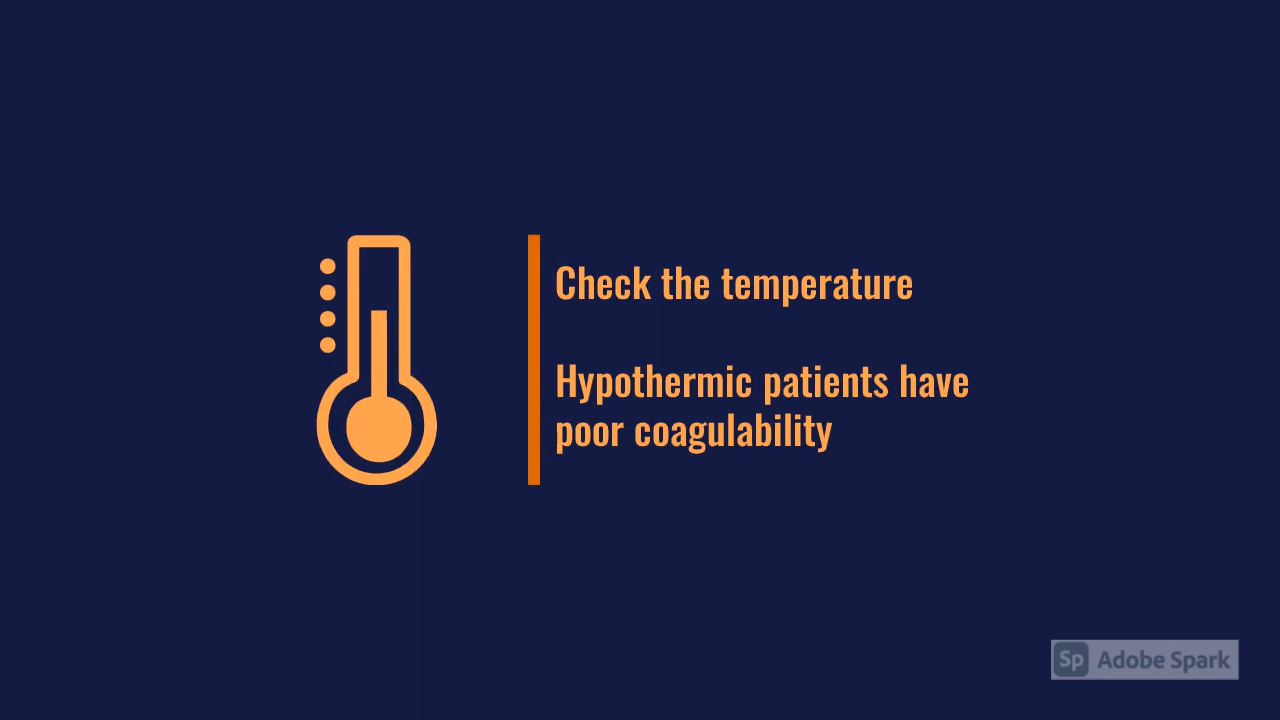 Check the temperature
Hypothermic patients have
poor coagulability
Sp Adobe Spark